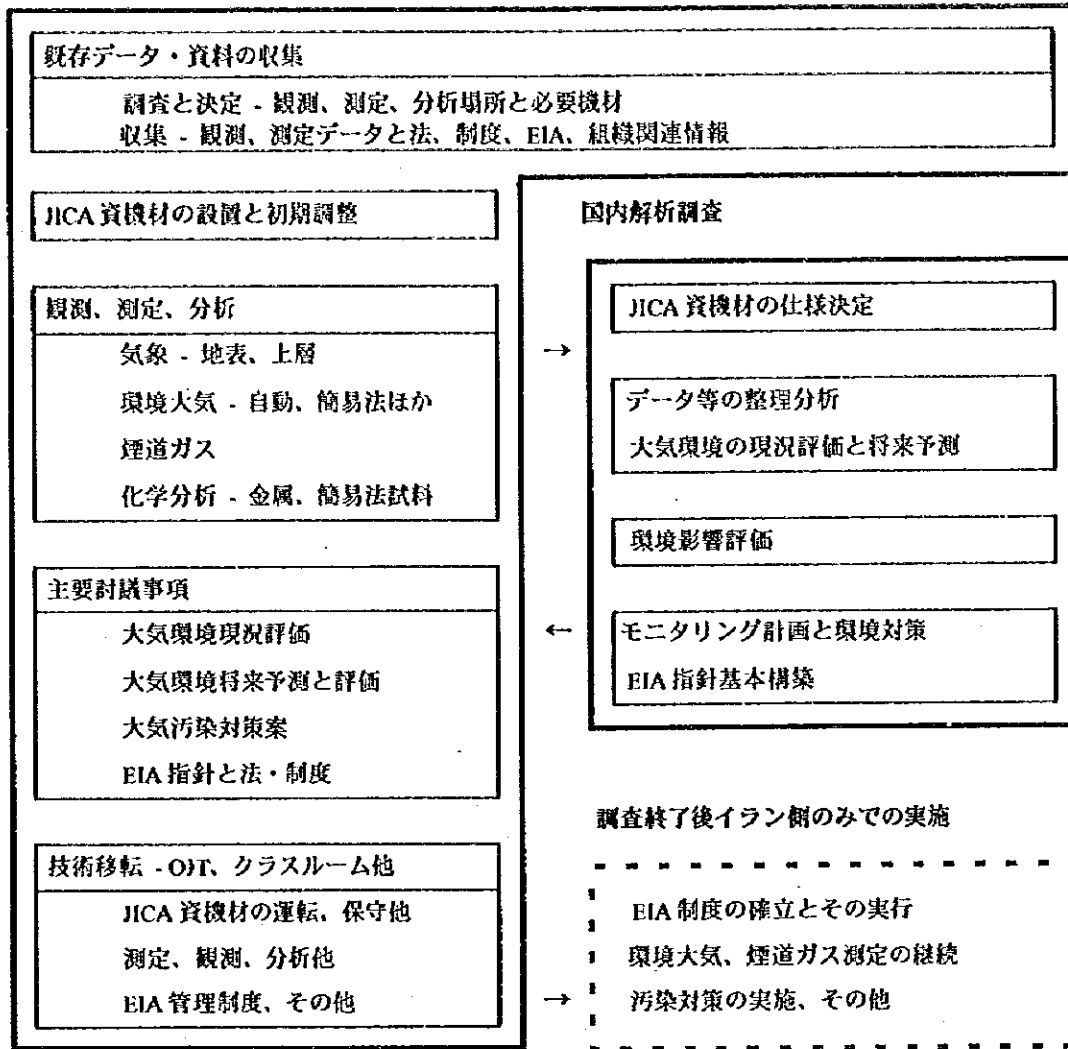 既存データ・資料の収集
調査と決定 - 観測、測定、分析場所と必要機材
収集 - 観測、測定データと法、制度、EIA、組織関連情報
JICA 資機材の設置と初期調整
観測、測定、分析
気象 - 地表、上層
環境大気 - 自動、簡易法ほか
煙道ガス
化学分析 - 金属、簡易法試料
主要討議事項
大気環境現況評価
大気環境将来予測と評価
大気汚染対策案
EIA 指針と法・制度
技術移転 - OJT、クラスルーム他
JICA 資機材の運転、保守他
測定、観測、分析他
EIA 管理制度、その他
→
←
→
国内解析調査
JICA 資機材の仕様決定
データ等の整理分析
大気環境の現況評価と将来予測
環境影響評価
モニタリング計画と環境対策
EIA 指針基本構築
調査終了後イラン側のみでの実施
EIA 制度の確立とその実行
環境大気、煙道ガス測定の継続
汚染対策の実施、その他